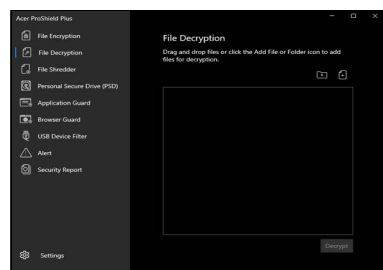 Acer ProShield Plus
File Encryption
File Decryption
File Shredder
Personal Secure Drive (PSD)
Application Guard
Browser Guard
USB Device Filter
Alert
Security Report
Settings
File Decryption
Drag and drop files or click the Add File or Folder icon to add
files for decryption.
Decrypt